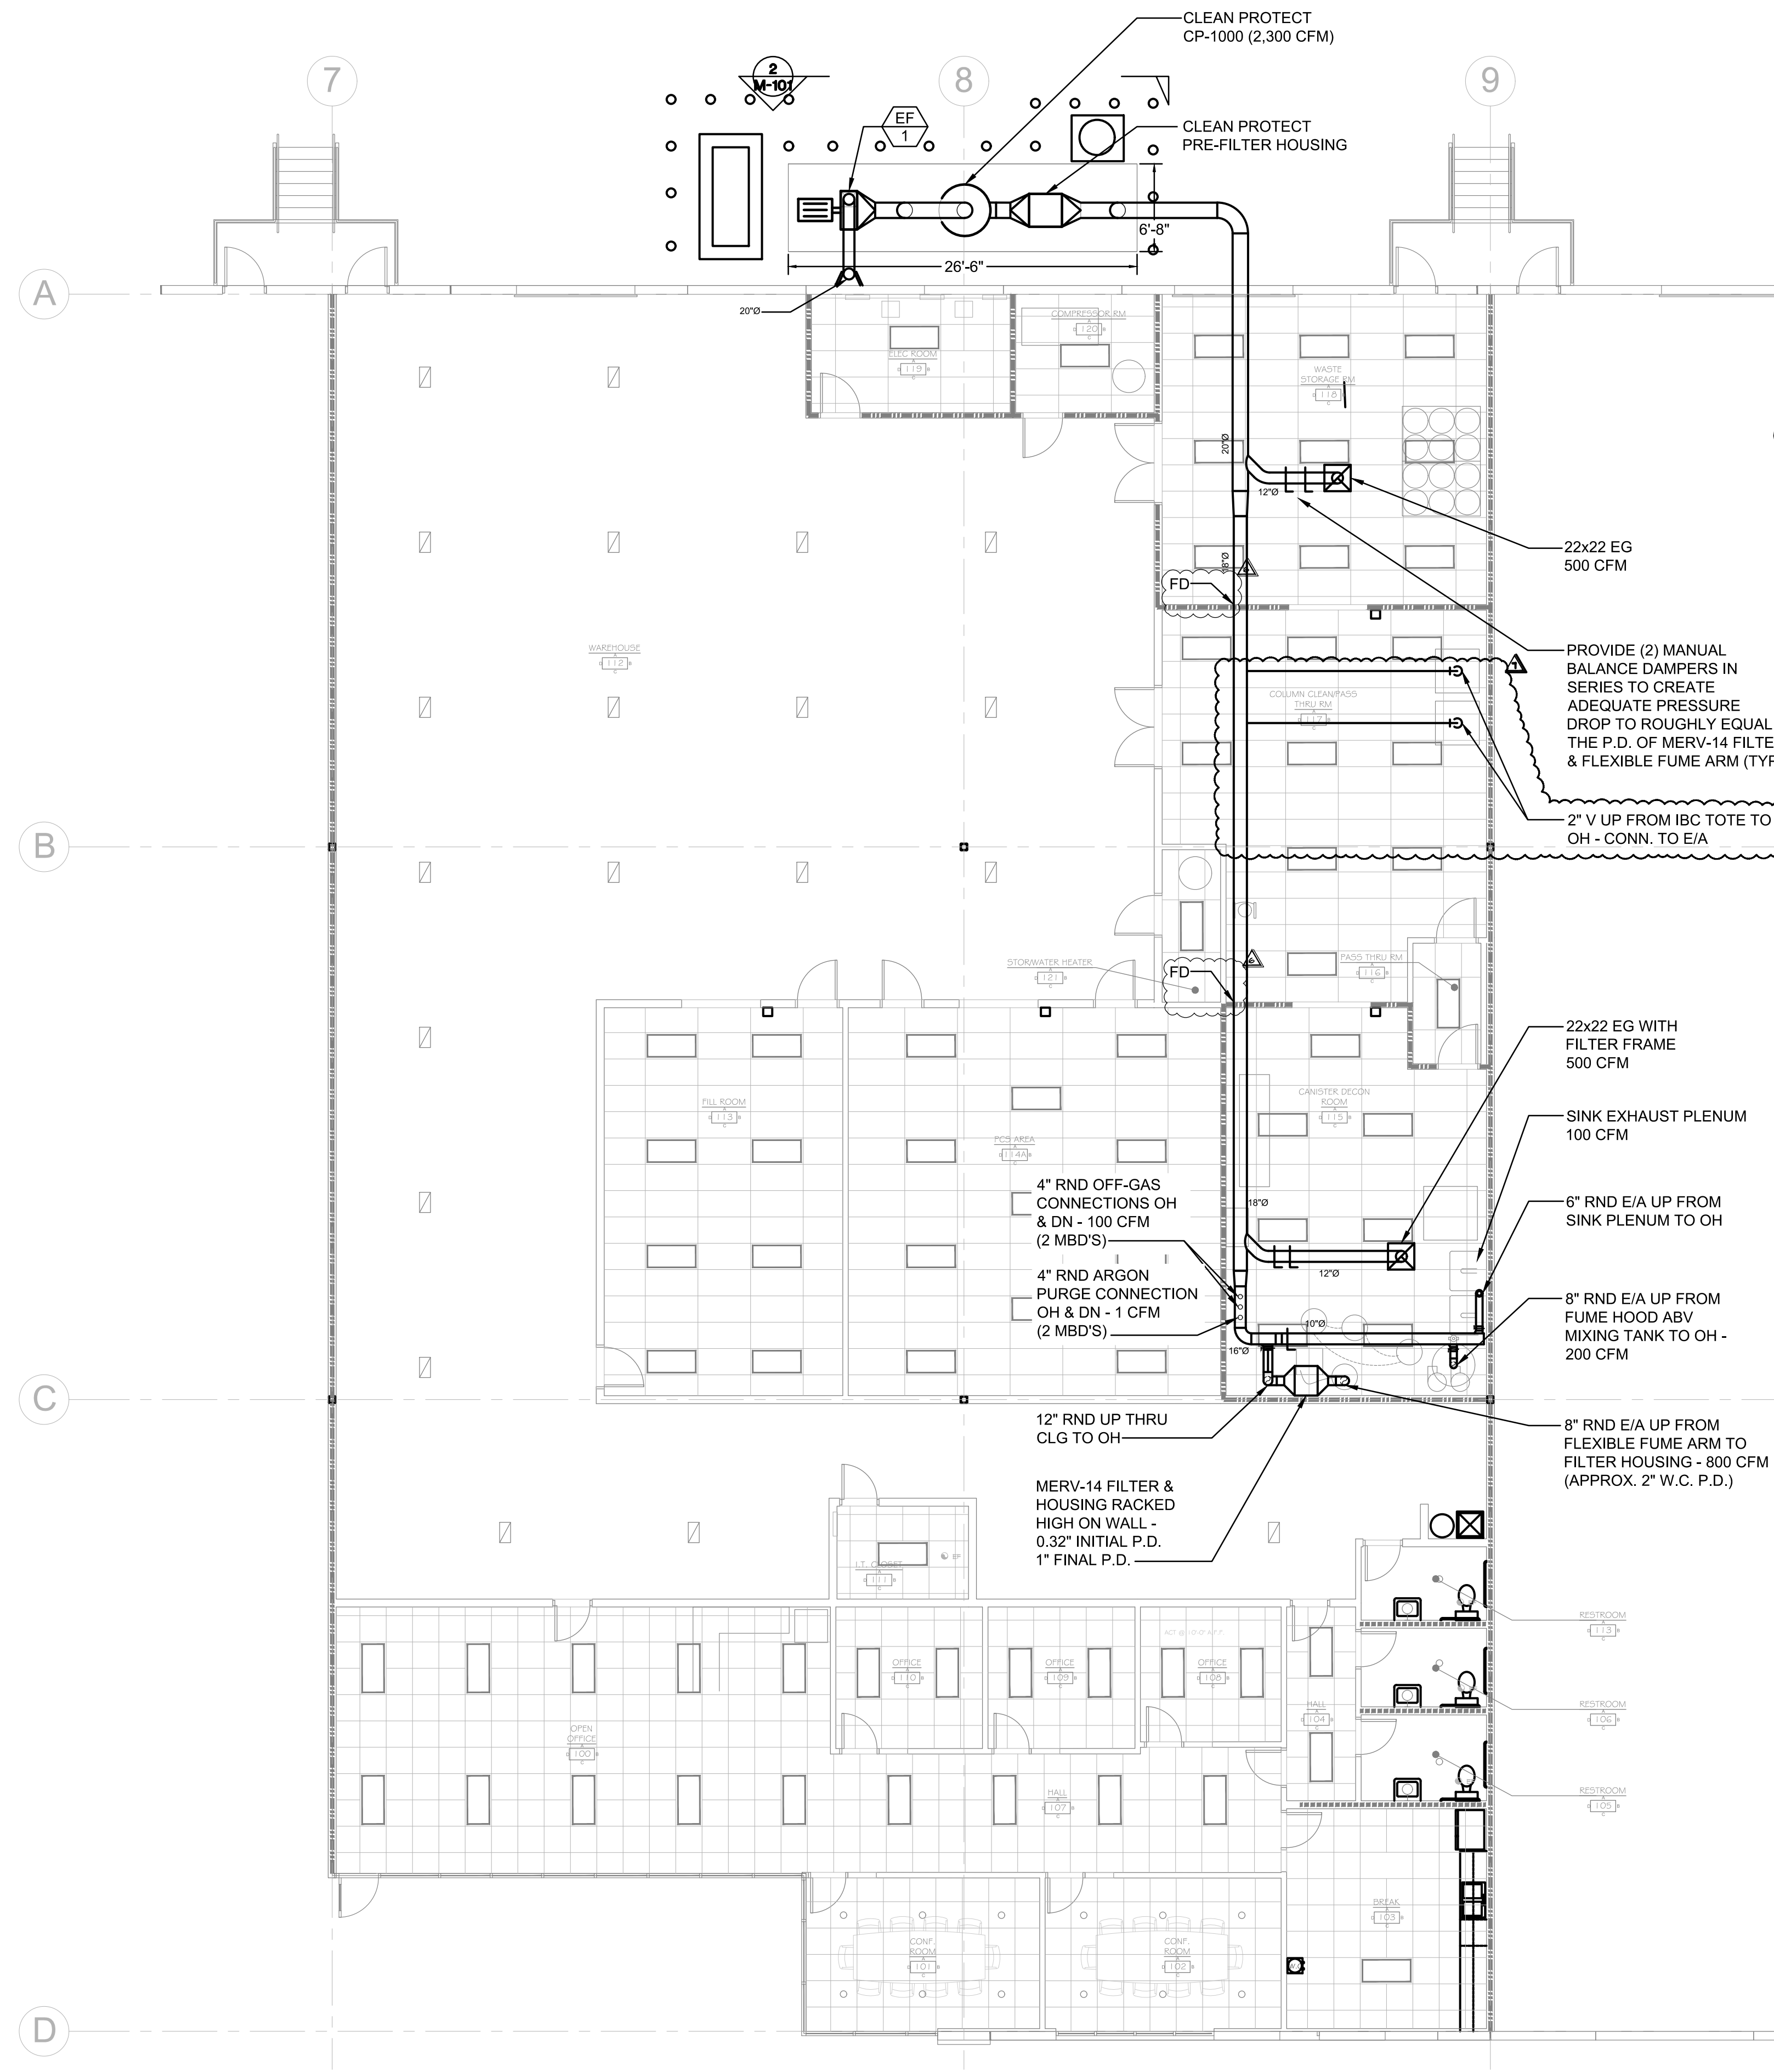 CLEAN PROTECT
CP-1000 (2,300 CFM)
7
2
M-101
8
9
EF
1
CLEAN PROTECT
PRE-FILTER HOUSING
6'-8"
26'-6"
A
20"Ø
COMPRESSOR RM
120
ELEC ROOM
119
WASTE
STORAGE RM
118
20"Ø
12"Ø
22x22 EG
500 CFM
18"Ø
FD
WAREHOUSE
112
PROVIDE (2) MANUAL
BALANCE DAMPERS IN
SERIES TO CREATE
ADEQUATE PRESSURE
DROP TO ROUGHLY EQUAL
THE P.D. OF MERV-14 FILTE
& FLEXIBLE FUME ARM (TYP
COLUMN CLEAN/PASS
THRU RM
117
2" V UP FROM IBC TOTE TO
OH - CONN. TO E/A
B
STOR/WATER HEATER
121
FD
6
PASS THRU RM
116
22x22 EG WITH
FILTER FRAME
500 CFM
FILL ROOM
113
PCS AREA
114A
CANISTER DECON
ROOM
115
SINK EXHAUST PLENUM
100 CFM
4" RND OFF-GAS
CONNECTIONS OH
& DN - 100 CFM
(2 MBD'S)
18"Ø
6" RND E/A UP FROM
SINK PLENUM TO OH
12"Ø
4" RND ARGON
PURGE CONNECTION
OH & DN - 1 CFM
(2 MBD'S)
10"Ø
16"Ø
8" RND E/A UP FROM
FUME HOOD ABV
MIXING TANK TO OH -
200 CFM
C
12" RND UP THRU
CLG TO OH
8" RND E/A UP FROM
FLEXIBLE FUME ARM TO
FILTER HOUSING - 800 CFM
(APPROX. 2" W.C. P.D.)
MERV-14 FILTER &
HOUSING RACKED
HIGH ON WALL -
0.32" INITIAL P.D.
1" FINAL P.D.
I.T. CLOSET
111
EF
RESTROOM
113
OFFICE
110
OFFICE
109
ACT @ 10'-0" A.F.F.
OFFICE
108
HALL
104
RESTROOM
106
OPEN
OFFICE
100
HALL
107
RESTROOM
105
BREAK
103
CONF.
ROOM
101
CONF.
ROOM
102
D